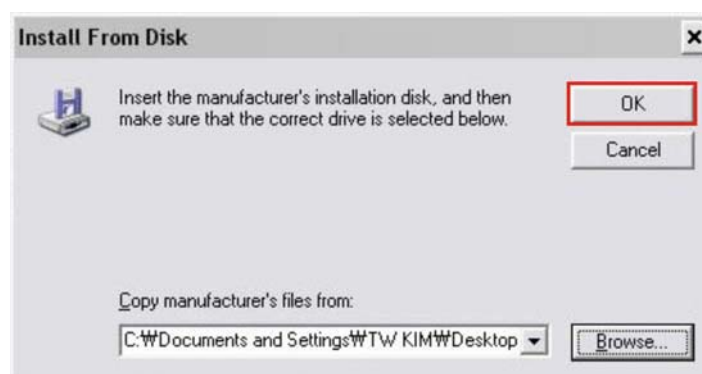 Install From Disk
Insert the manufacturer's installation disk, and then
make sure that the correct drive is selected below.
OK
Cancel
Copy manufacturer's files from:
C:₩Documents and Settings₩TW KIM₩Desktop
Browse...